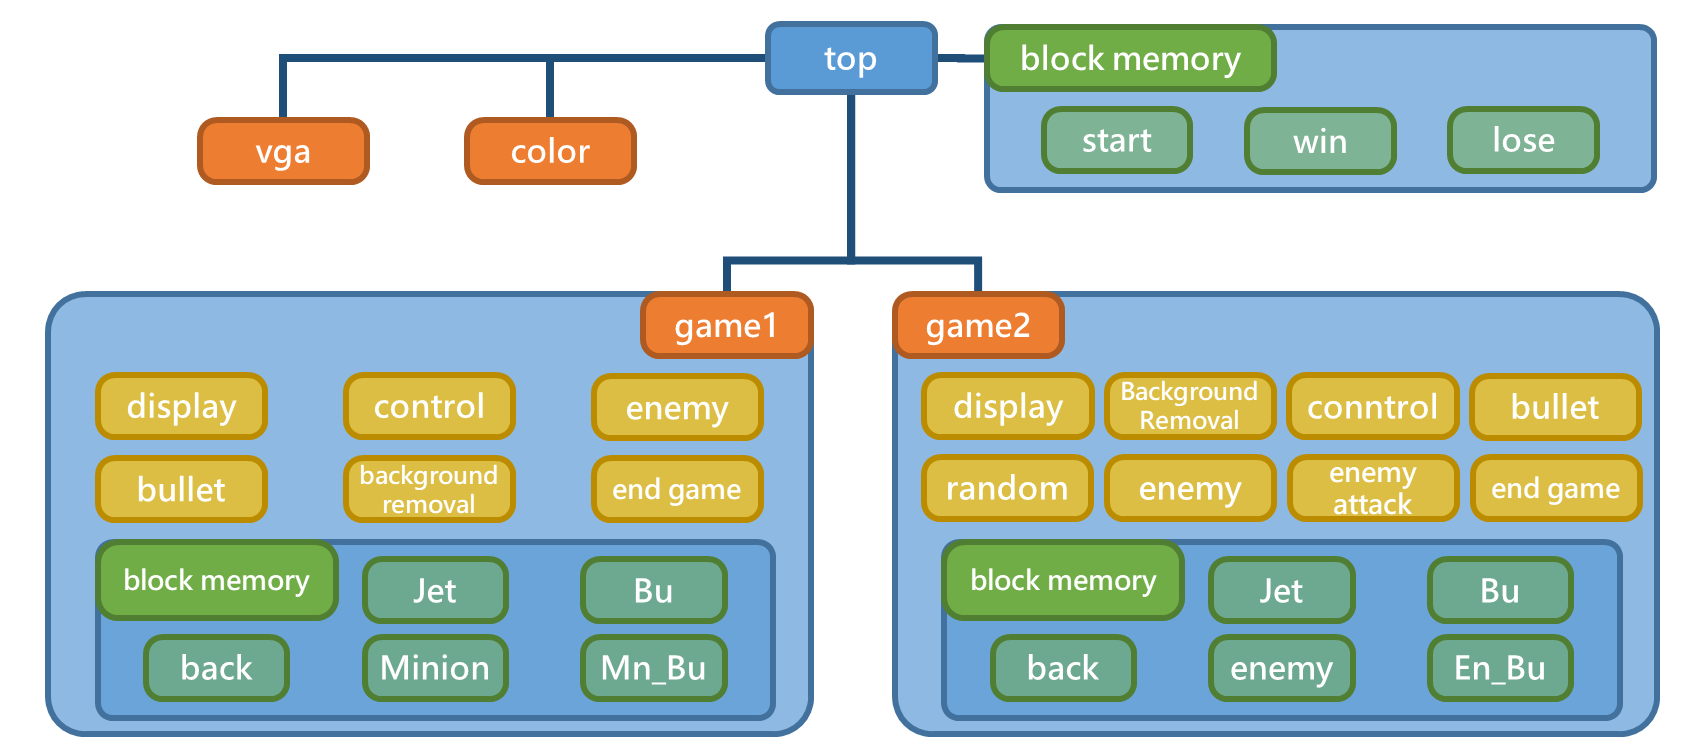 top
block memory
start
win
lose
vga
color
game1
display
control
enemy
bullet
background
removal
end game
block memory
Jet
Bu
back
Minion
Mn_Bu
game2
display
Background
Removal
conntrol
bullet
random
enemy
enemy
attack
end game
block memory
Jet
Bu
back
enemy
En_Bu